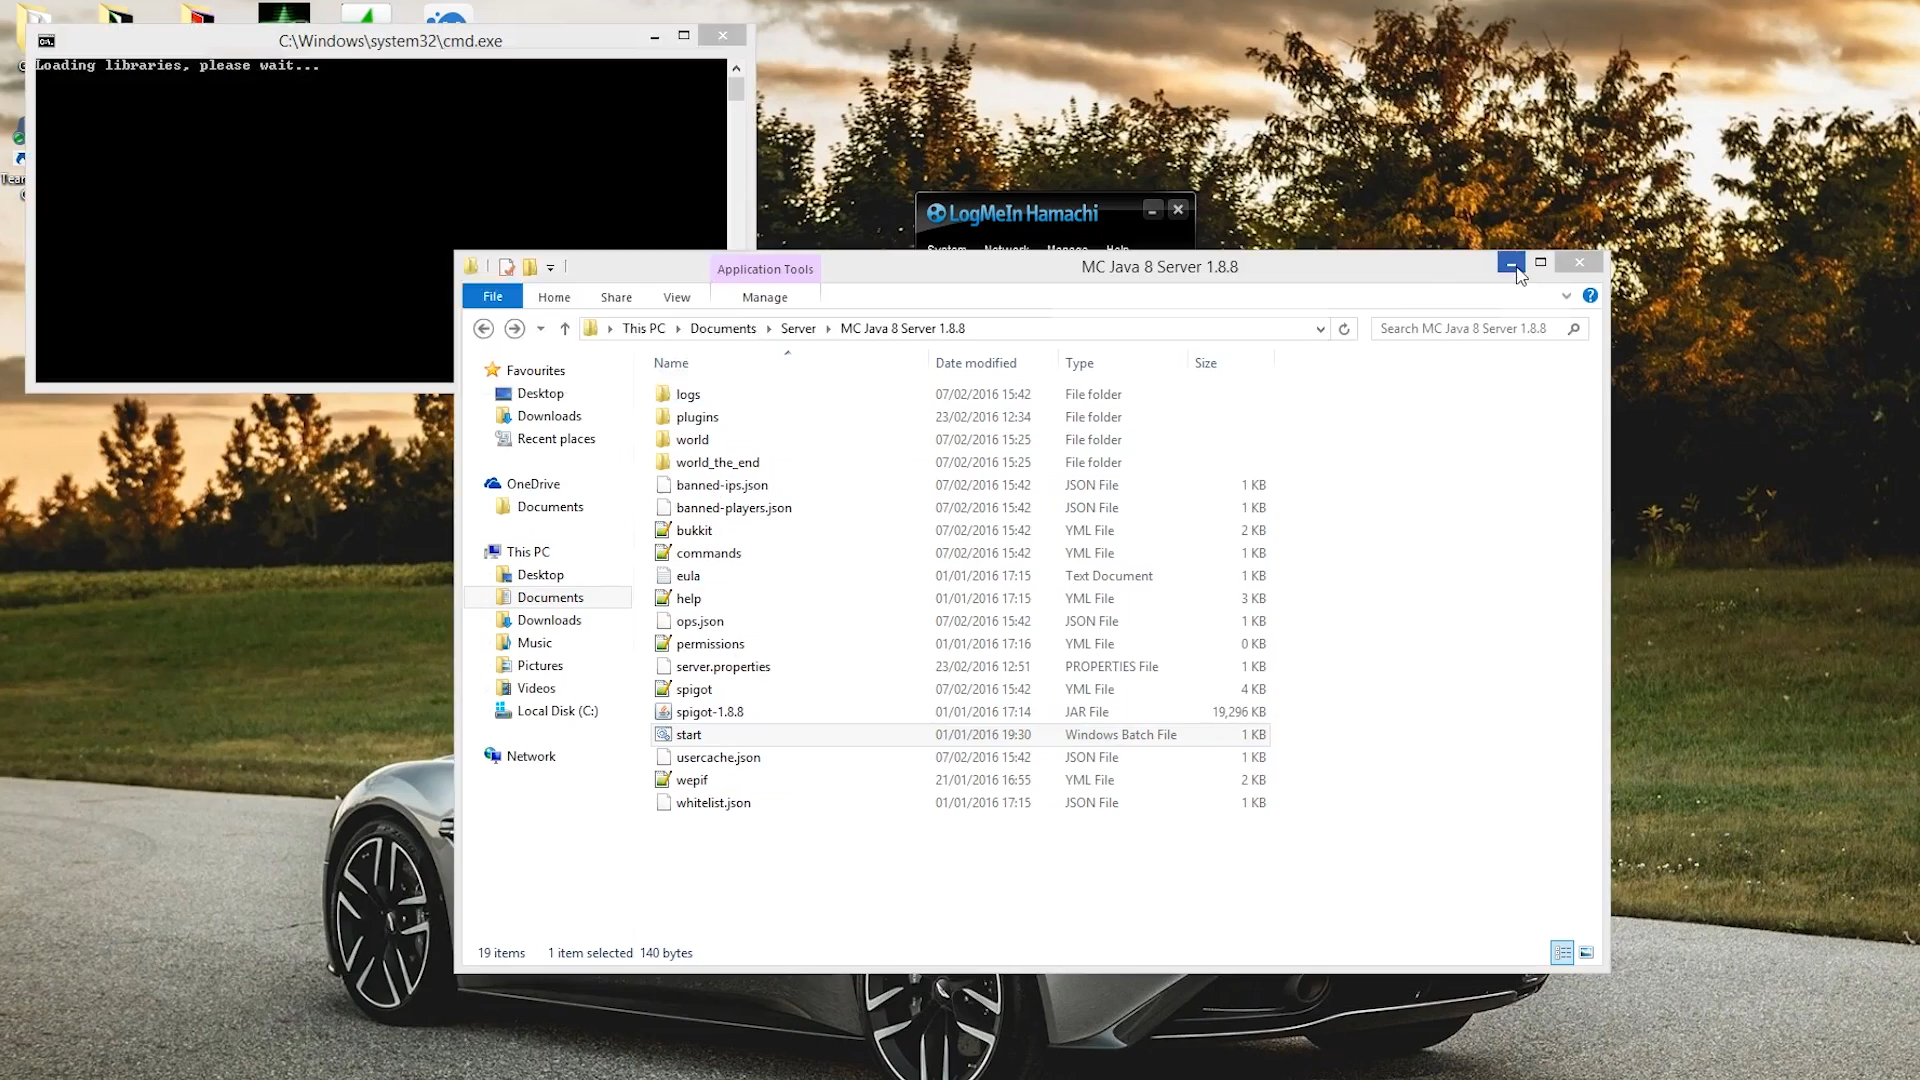 C:\Windows\system32\cmd.exe
Loading libraries, please wait...
LogMeIn Hamachi
System Network Manage Help
Application Tools
MC Java 8 Server 1.8.8
File Home Share View Manage
This PC Documents Server MC Java 8 Server 1.8.8
Search MC Java 8 Server 1.8.8
Name Date modified Type Size
Favourites
Desktop
Downloads
Recent places
OneDrive
Documents
This PC
Desktop
Documents
Downloads
Music
Pictures
Videos
Local Disk (C:)
Network
logs 07/02/2016 15:42 File folder
plugins 23/02/2016 12:34 File folder
world 07/02/2016 15:25 File folder
world_the_end 07/02/2016 15:25 File folder
banned-ips.json 07/02/2016 15:42 JSON File 1 KB
banned-players.json 07/02/2016 15:42 JSON File 1 KB
bukkit 07/02/2016 15:42 YML File 2 KB
commands 07/02/2016 15:42 YML File 1 KB
eula 01/01/2016 17:15 Text Document 1 KB
help 01/01/2016 17:15 YML File 3 KB
ops.json 07/02/2016 15:42 JSON File 1 KB
permissions 01/01/2016 17:16 YML File 0 KB
server.properties 23/02/2016 12:51 PROPERTIES File 1 KB
spigot 07/02/2016 15:42 YML File 4 KB
spigot-1.8.8 01/01/2016 17:14 JAR File 19,296 KB
start 01/01/2016 19:30 Windows Batch File 1 KB
usercache.json 07/02/2016 15:42 JSON File 1 KB
wepif 21/01/2016 16:55 YML File 2 KB
whitelist.json 01/01/2016 17:15 JSON File 1 KB
19 items 1 item selected 140 bytes